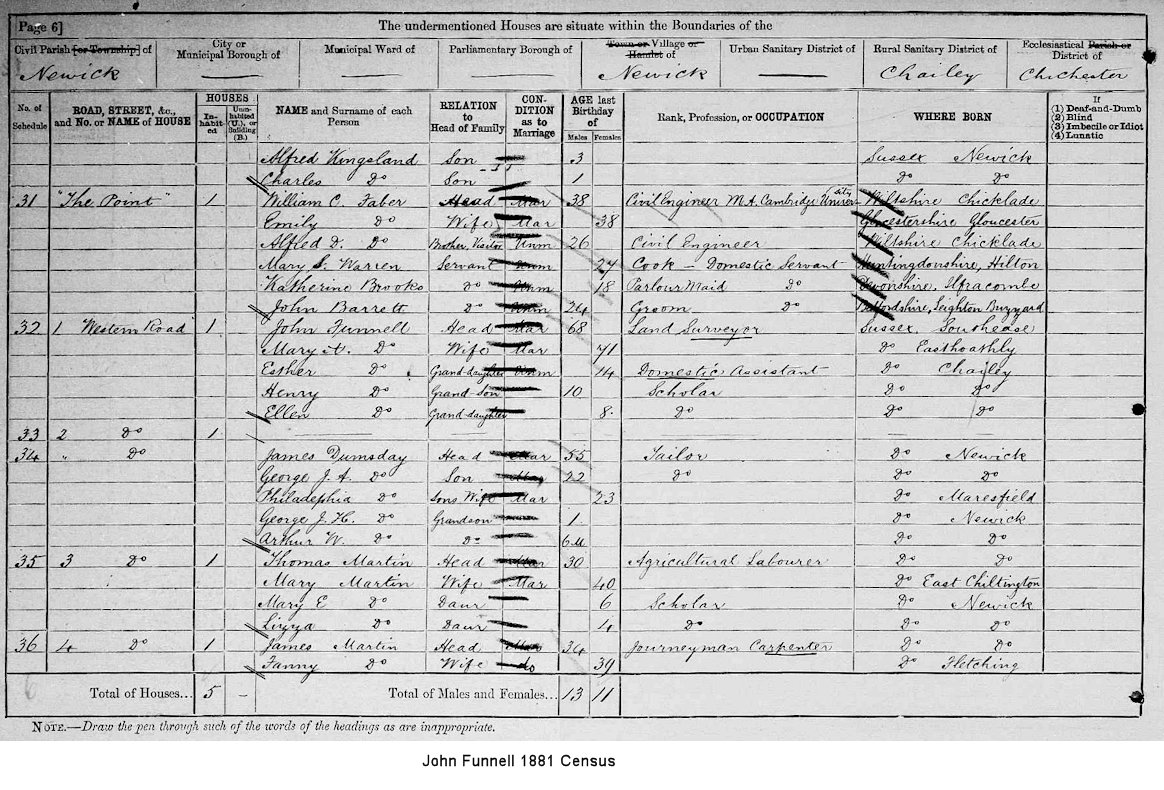 Page 6]
The undermentioned Houses are situate within the Boundaries of the
Civil Parish [or Township] of
Newick
City or Municipal Borough of
Municipal Ward of
Parliamentary Borough of
Town or Village or Hamlet of
Newick
Urban Sanitary District of
Rural Sanitary District of
Chailey
Ecclesiastical Parish or District of
Chichester
No. of Schedule
ROAD, STREET, &c., and No. or NAME of HOUSE
HOUSES
In-habit-ed
Unin-habited (U.), or Building (B.)
NAME and Surname of each Person
RELATION to Head of Family
CON-DITION as to Marriage
AGE last Birthday of
Males
Females
Rank, Profession, or OCCUPATION
WHERE BORN
If
(1) Deaf-and-Dumb
(2) Blind
(3) Imbecile or Idiot
(4) Lunatic
Alfred Kingsland Son 3 Sussex Newick
Charles Do Son 1 Do Do
31 "The Point" 1 William C. Faber Head Mar 38 Civil Engineer M.A. Cambridge University Wiltshire Chicklade
Emily Do Wife Mar 38 Gloucestershire Gloucester
Alfred D. Do Brother, Visitor Unm 26 Civil Engineer Wiltshire Chicklade
Mary S. Warren Servant Unm 27 Cook - Domestic Servant Huntingdonshire, Hilton
Katherine Brooks Do Unm 18 Parlour Maid Do Devonshire, Ilfracombe
John Barrett Do Unm 24 Groom Do Bedfordshire, Leighton Buzzard
32 1 Western Road 1 John Funnell Head Mar 68 Land Surveyor Sussex Southease
Mary A. Do Wife Mar 71 Do Easthoathly
Esther Do Grand-daughter Unm 14 Domestic Assistant Do Chailey
Henry Do Grand-son 10 Scholar Do Do
Ellen Do Grand-daughter 8 Do Do Do
33 2 Do 1
34 " Do James Dumsday Head Mar 55 Tailor Do Newick
George J. A. Do Son Mar 22 Do Do Do
Philadelphia Do Sons Wife Mar 23 Do Maresfield
George J. H. Do Grandson 1 Do Newick
Arthur W. Do Do 6M Do Do
35 3 Do 1 Thomas Martin Head Mar 30 Agricultural Labourer Do Do
Mary Martin Wife Mar 40 Do East Chiltington
Mary E Do Daur 6 Scholar Do Newick
Lizza Do Daur 4 Do Do Do
36 4 Do 1 James Martin Head Mar 34 Journeyman Carpenter Do Do
Fanny Do Wife do 39 Do Fletching
6 Total of Houses... 5 – Total of Males and Females... 13 11
NOTE.—Draw the pen through such of the words of the headings as are inappropriate.
John Funnell 1881 Census